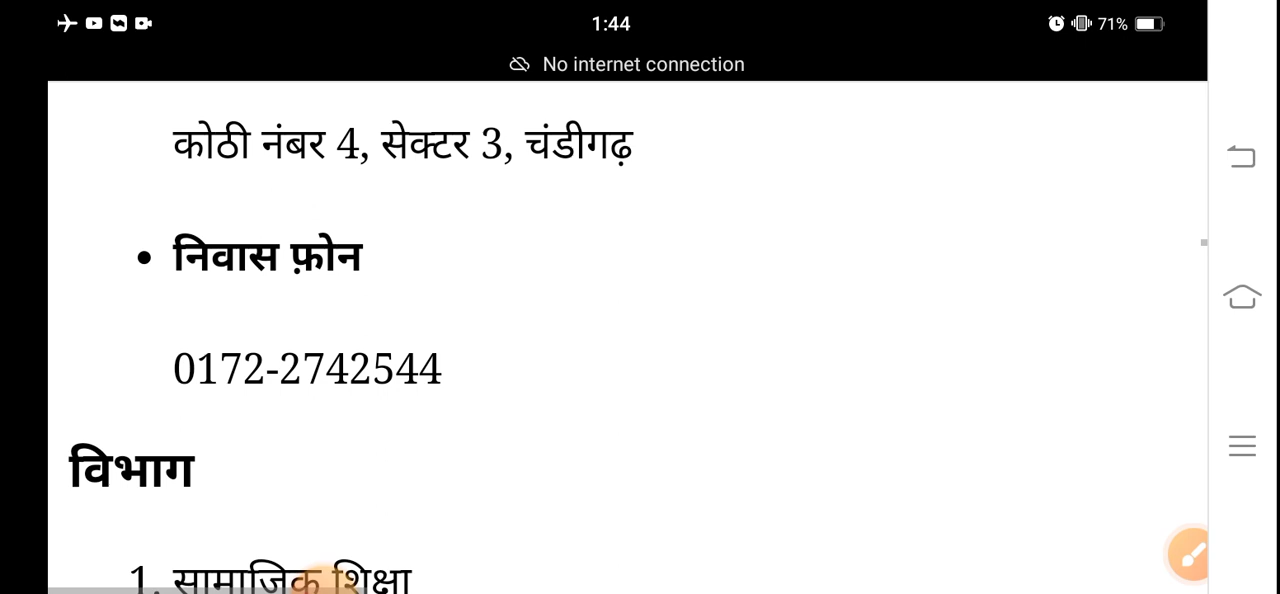 1:44
71%
No internet connection
कोठी नंबर 4, सेक्टर 3, चंडीगढ़
• निवास फ़ोन
0172-2742544
विभाग
1. सामाजिक शिक्षा